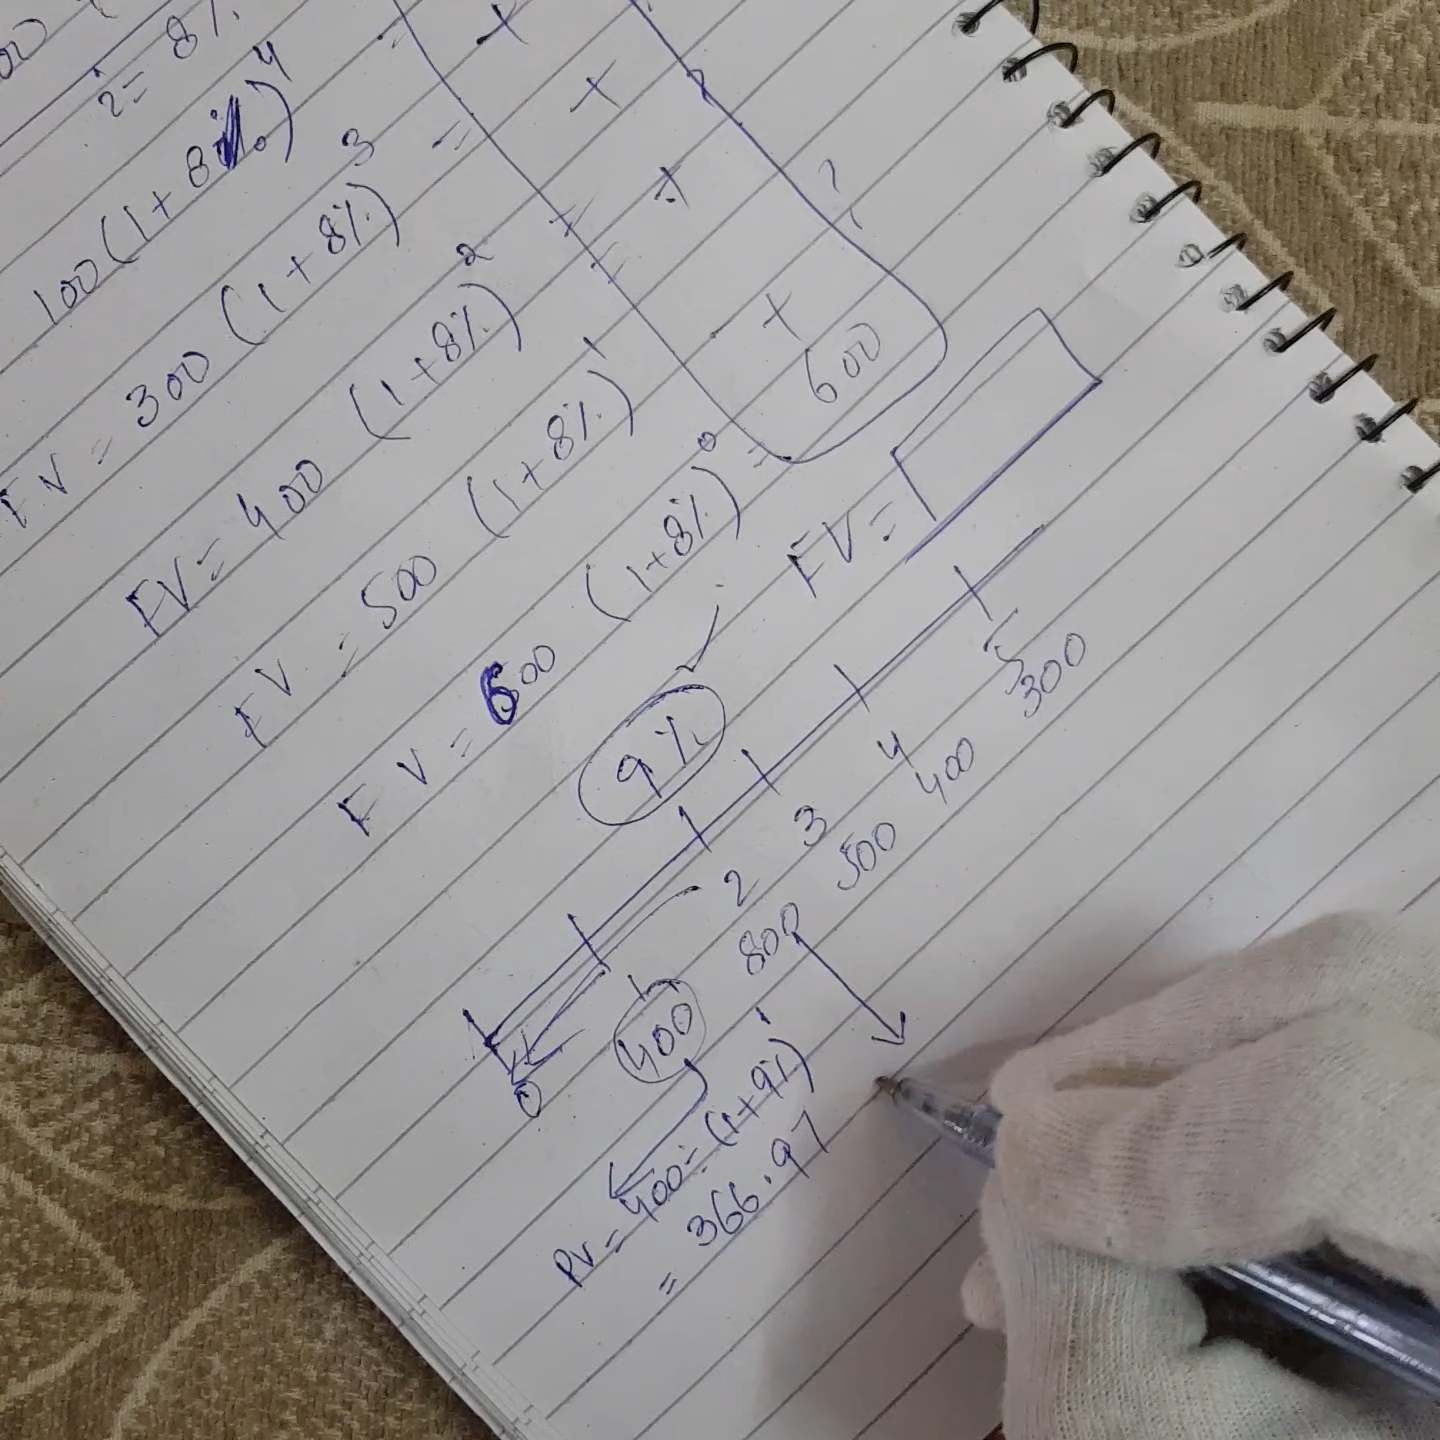 i = 8%
100 (1 + 8%)^4 =
+
FV = 300 (1 + 8%)^3 =
+
FV = 400 (1 + 8%)^2 =
+
FV = 500 (1 + 8%)^1 =
+
FV = 600 (1 + 8%)^0 = 600
FV =
9%
0 1 2 3 4 5
400 800 500 400 300
PV = 400 ÷ (1 + 9%)^1
= 366.97